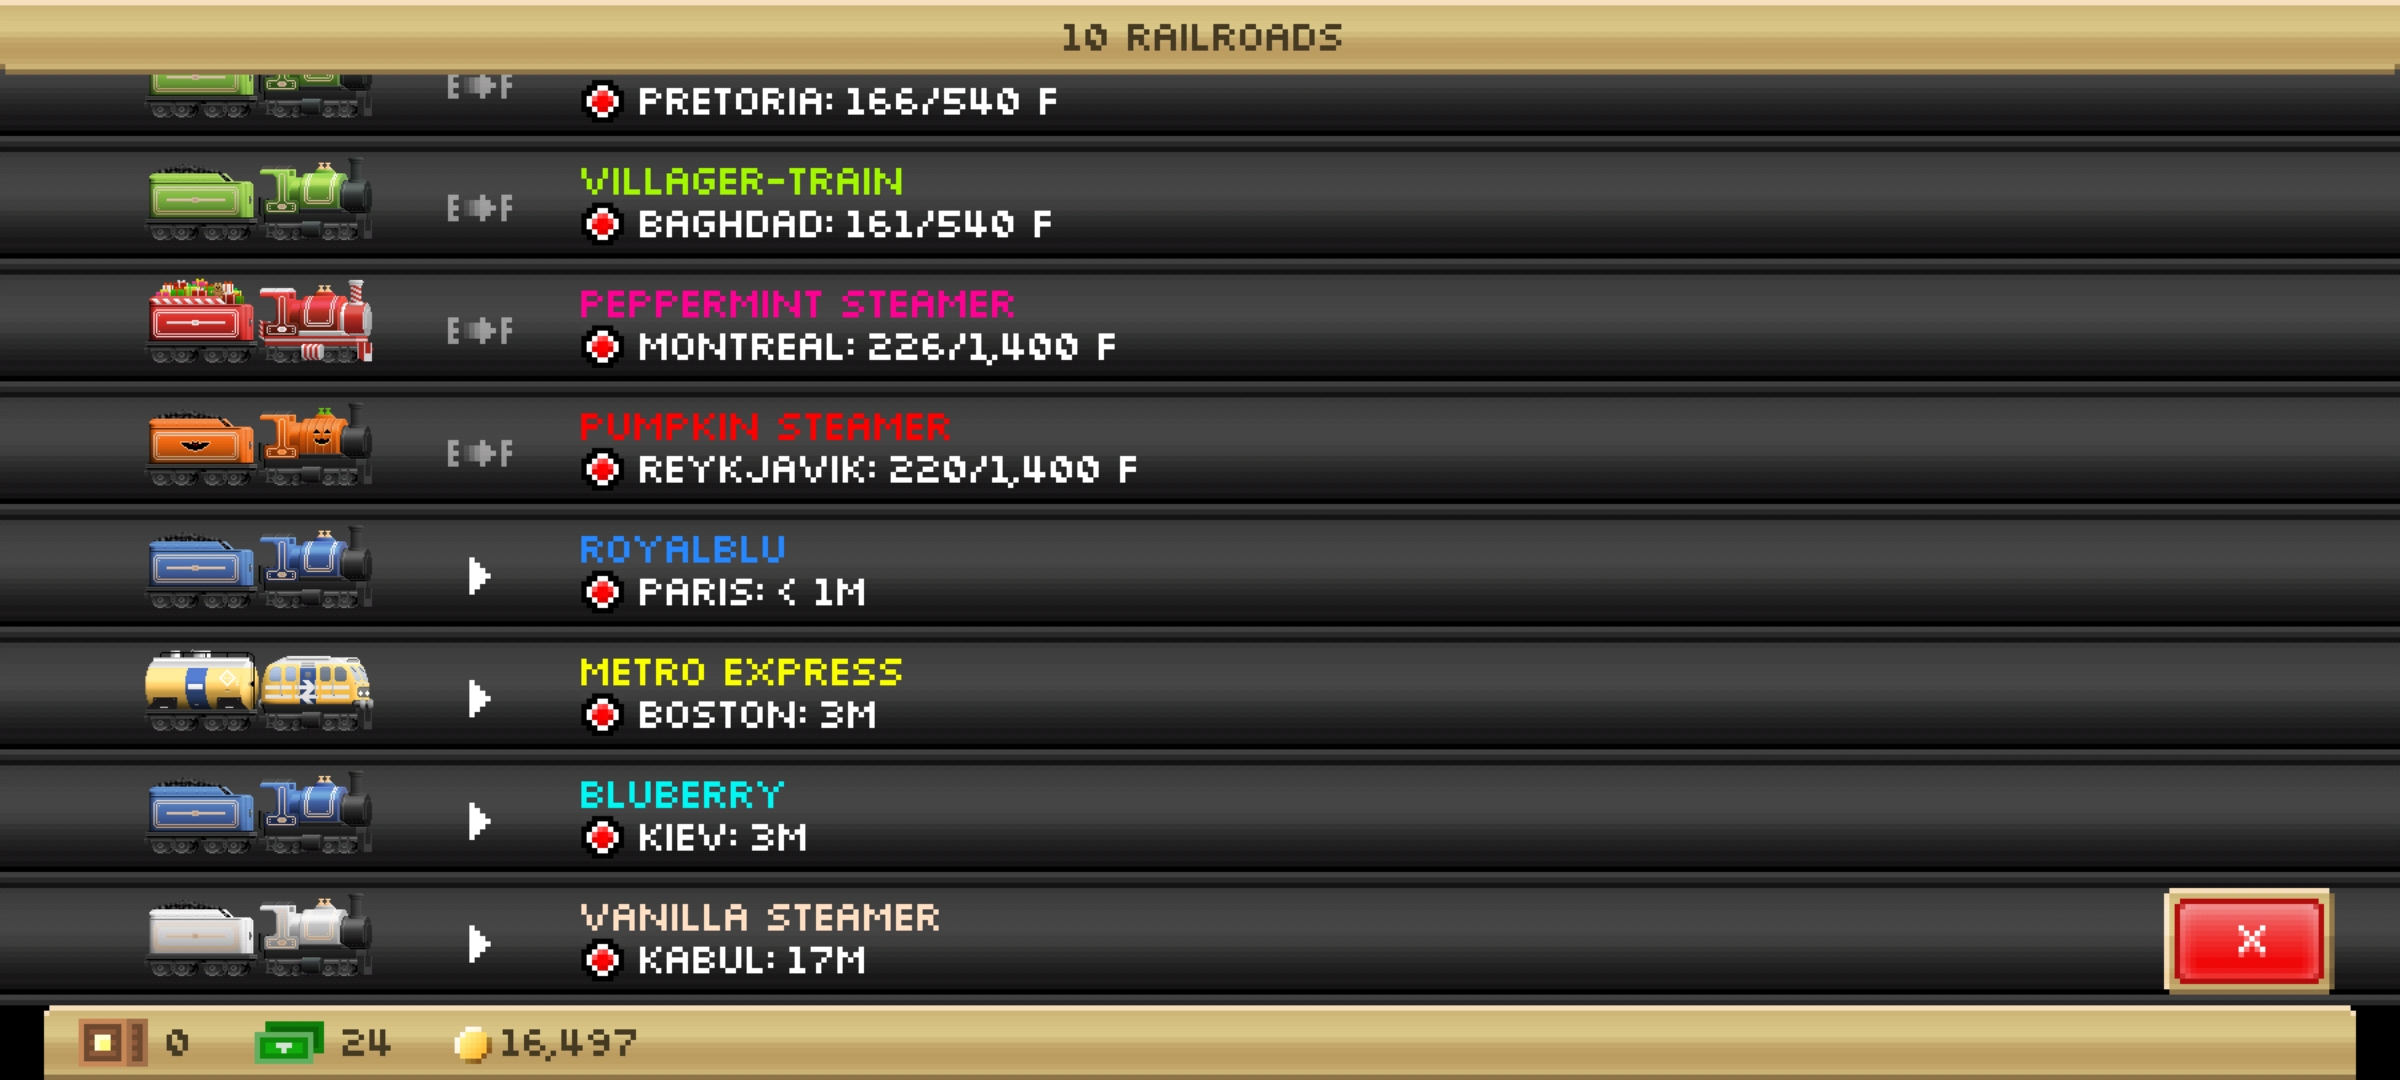 10 RAILROADS
E F
PRETORIA: 166/540 F
VILLAGER-TRAIN
E F
BAGHDAD: 161/540 F
PEPPERMINT STEAMER
E F
MONTREAL: 226/1,400 F
PUMPKIN STEAMER
E F
REYKJAVIK: 220/1,400 F
ROYALBLU
PARIS: < 1M
METRO EXPRESS
BOSTON: 3M
BLUBERRY
KIEV: 3M
VANILLA STEAMER
KABUL: 17M
X
0 24 16,497